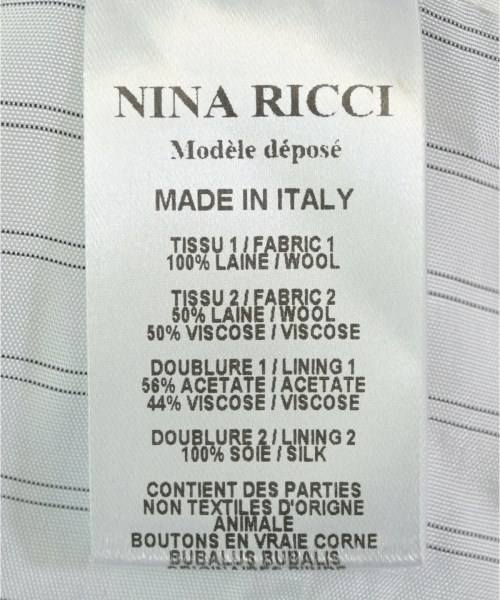 NINA RICCI
Modèle déposé
MADE IN ITALY
TISSU 1 / FABRIC 1
100% LAINE / WOOL
TISSU 2 / FABRIC 2
50% LAINE / WOOL
50% VISCOSE / VISCOSE
DOUBLURE 1 / LINING 1
56% ACETATE / ACETATE
44% VISCOSE / VISCOSE
DOUBLURE 2 / LINING 2
100% SOIE / SILK
CONTIENT DES PARTIES
NON TEXTILES D'ORIGNE
ANIMALE
BOUTONS EN VRAIE CORNE
BUBALUS BUBALIS